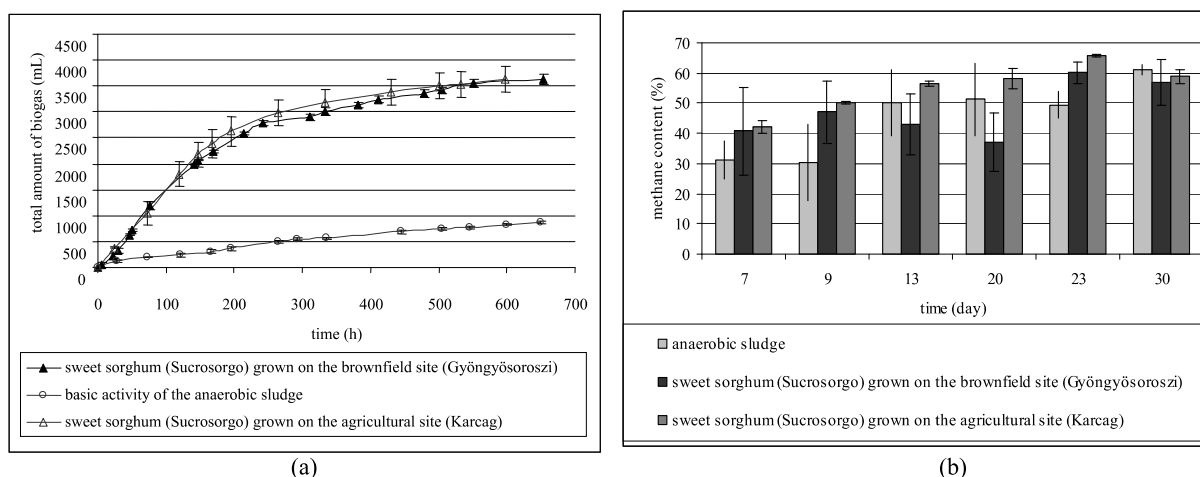 total amount of biogas (mL)
4500
4000
3500
3000
2500
2000
1500
1000
500
0
0 100 200 300 400 500 600 700
time (h)
sweet sorghum (Sucrosorgo) grown on the brownfield site (Gyöngyösoroszi)
basic activity of the anaerobic sludge
sweet sorghum (Sucrosorgo) grown on the agricultural site (Karcag)
(a)
methane content (%)
70
60
50
40
30
20
10
0
7 9 13 20 23 30
time (day)
anaerobic sludge
sweet sorghum (Sucrosorgo) grown on the brownfield site (Gyöngyösoroszi)
sweet sorghum (Sucrosorgo) grown on the agricultural site (Karcag)
(b)